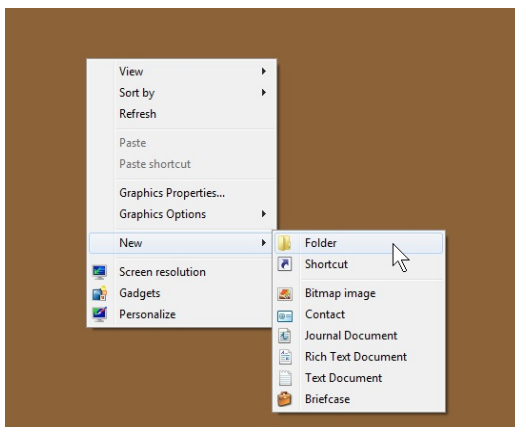 View
Sort by
Refresh
Paste
Paste shortcut
Graphics Properties...
Graphics Options
New
Screen resolution
Gadgets
Personalize
Folder
Shortcut
Bitmap image
Contact
Journal Document
Rich Text Document
Text Document
Briefcase